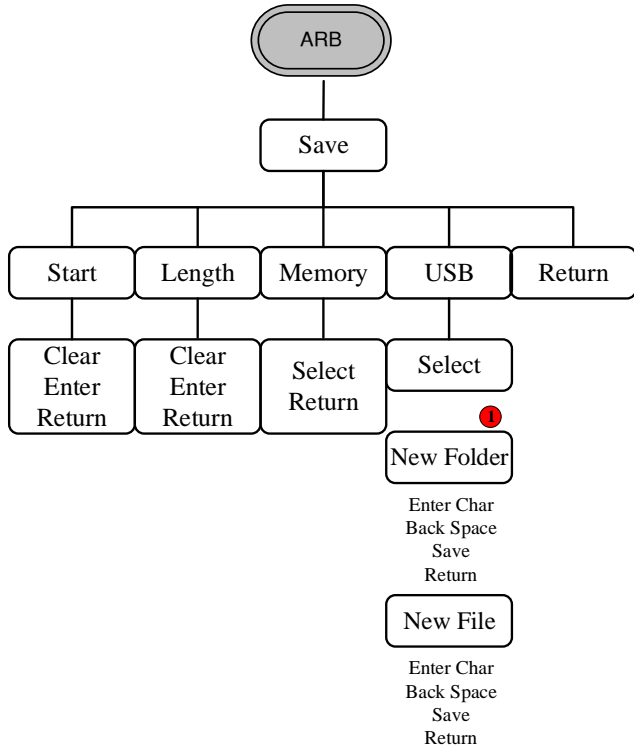 ARB
Save
Start
Length
Memory
USB
Return
Clear
Enter
Return
Clear
Enter
Return
Select
Return
Select
1
New Folder
Enter Char
Back Space
Save
Return
New File
Enter Char
Back Space
Save
Return